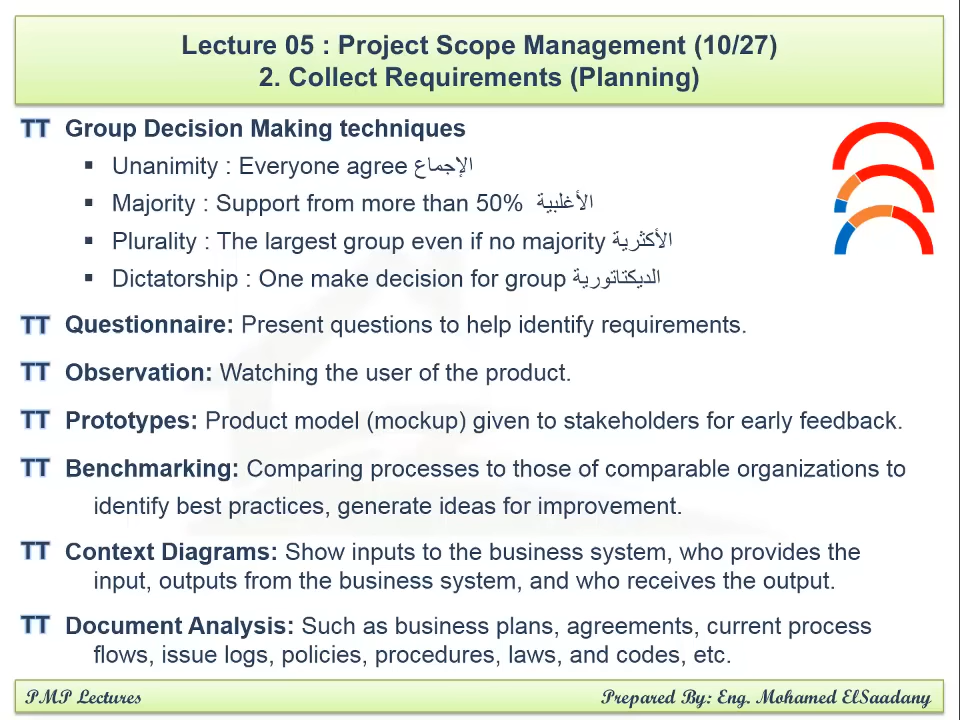 Lecture 05 : Project Scope Management (10/27)
2. Collect Requirements (Planning)
TT Group Decision Making techniques
▪ Unanimity : Everyone agree الإجماع
▪ Majority : Support from more than 50% الأغلبية
▪ Plurality : The largest group even if no majority الأكثرية
▪ Dictatorship : One make decision for group الديكتاتورية
TT Questionnaire: Present questions to help identify requirements.
TT Observation: Watching the user of the product.
TT Prototypes: Product model (mockup) given to stakeholders for early feedback.
TT Benchmarking: Comparing processes to those of comparable organizations to
identify best practices, generate ideas for improvement.
TT Context Diagrams: Show inputs to the business system, who provides the
input, outputs from the business system, and who receives the output.
TT Document Analysis: Such as business plans, agreements, current process
flows, issue logs, policies, procedures, laws, and codes, etc.
PMP Lectures
Prepared By: Eng. Mohamed ElSaadany